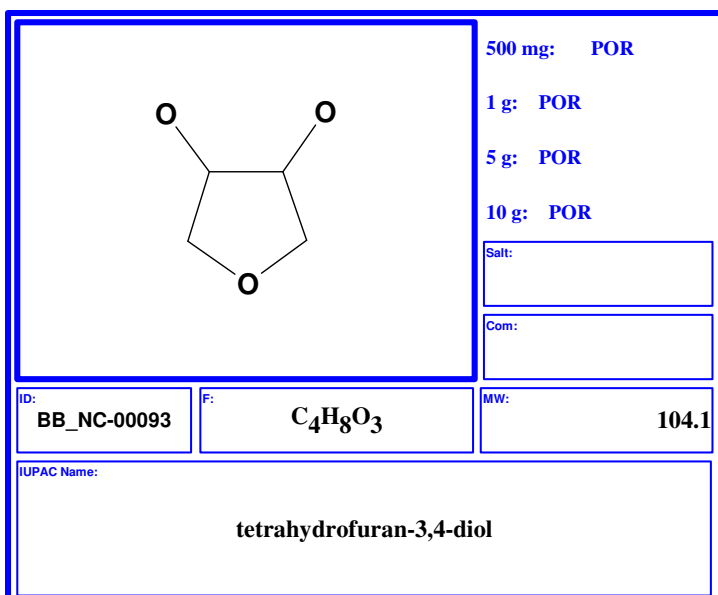 O O
O
500 mg: POR
1 g: POR
5 g: POR
10 g: POR
Salt:
Com:
ID:
BB_NC-00093
F:
C4H8O3
MW:
104.1
IUPAC Name:
tetrahydrofuran-3,4-diol